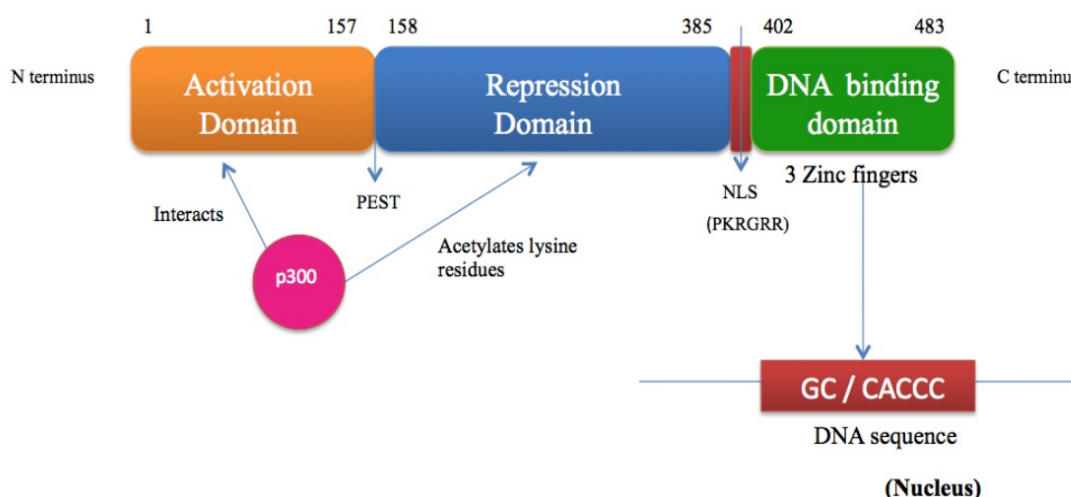 1 157 158 385 402 483
N terminus
C terminu
Activation
Domain
Repression
Domain
DNA binding
domain
3 Zinc fingers
PEST
NLS
(PKRGRR)
Interacts
Acetylates lysine
residues
p300
GC / CACCC
DNA sequence
(Nucleus)